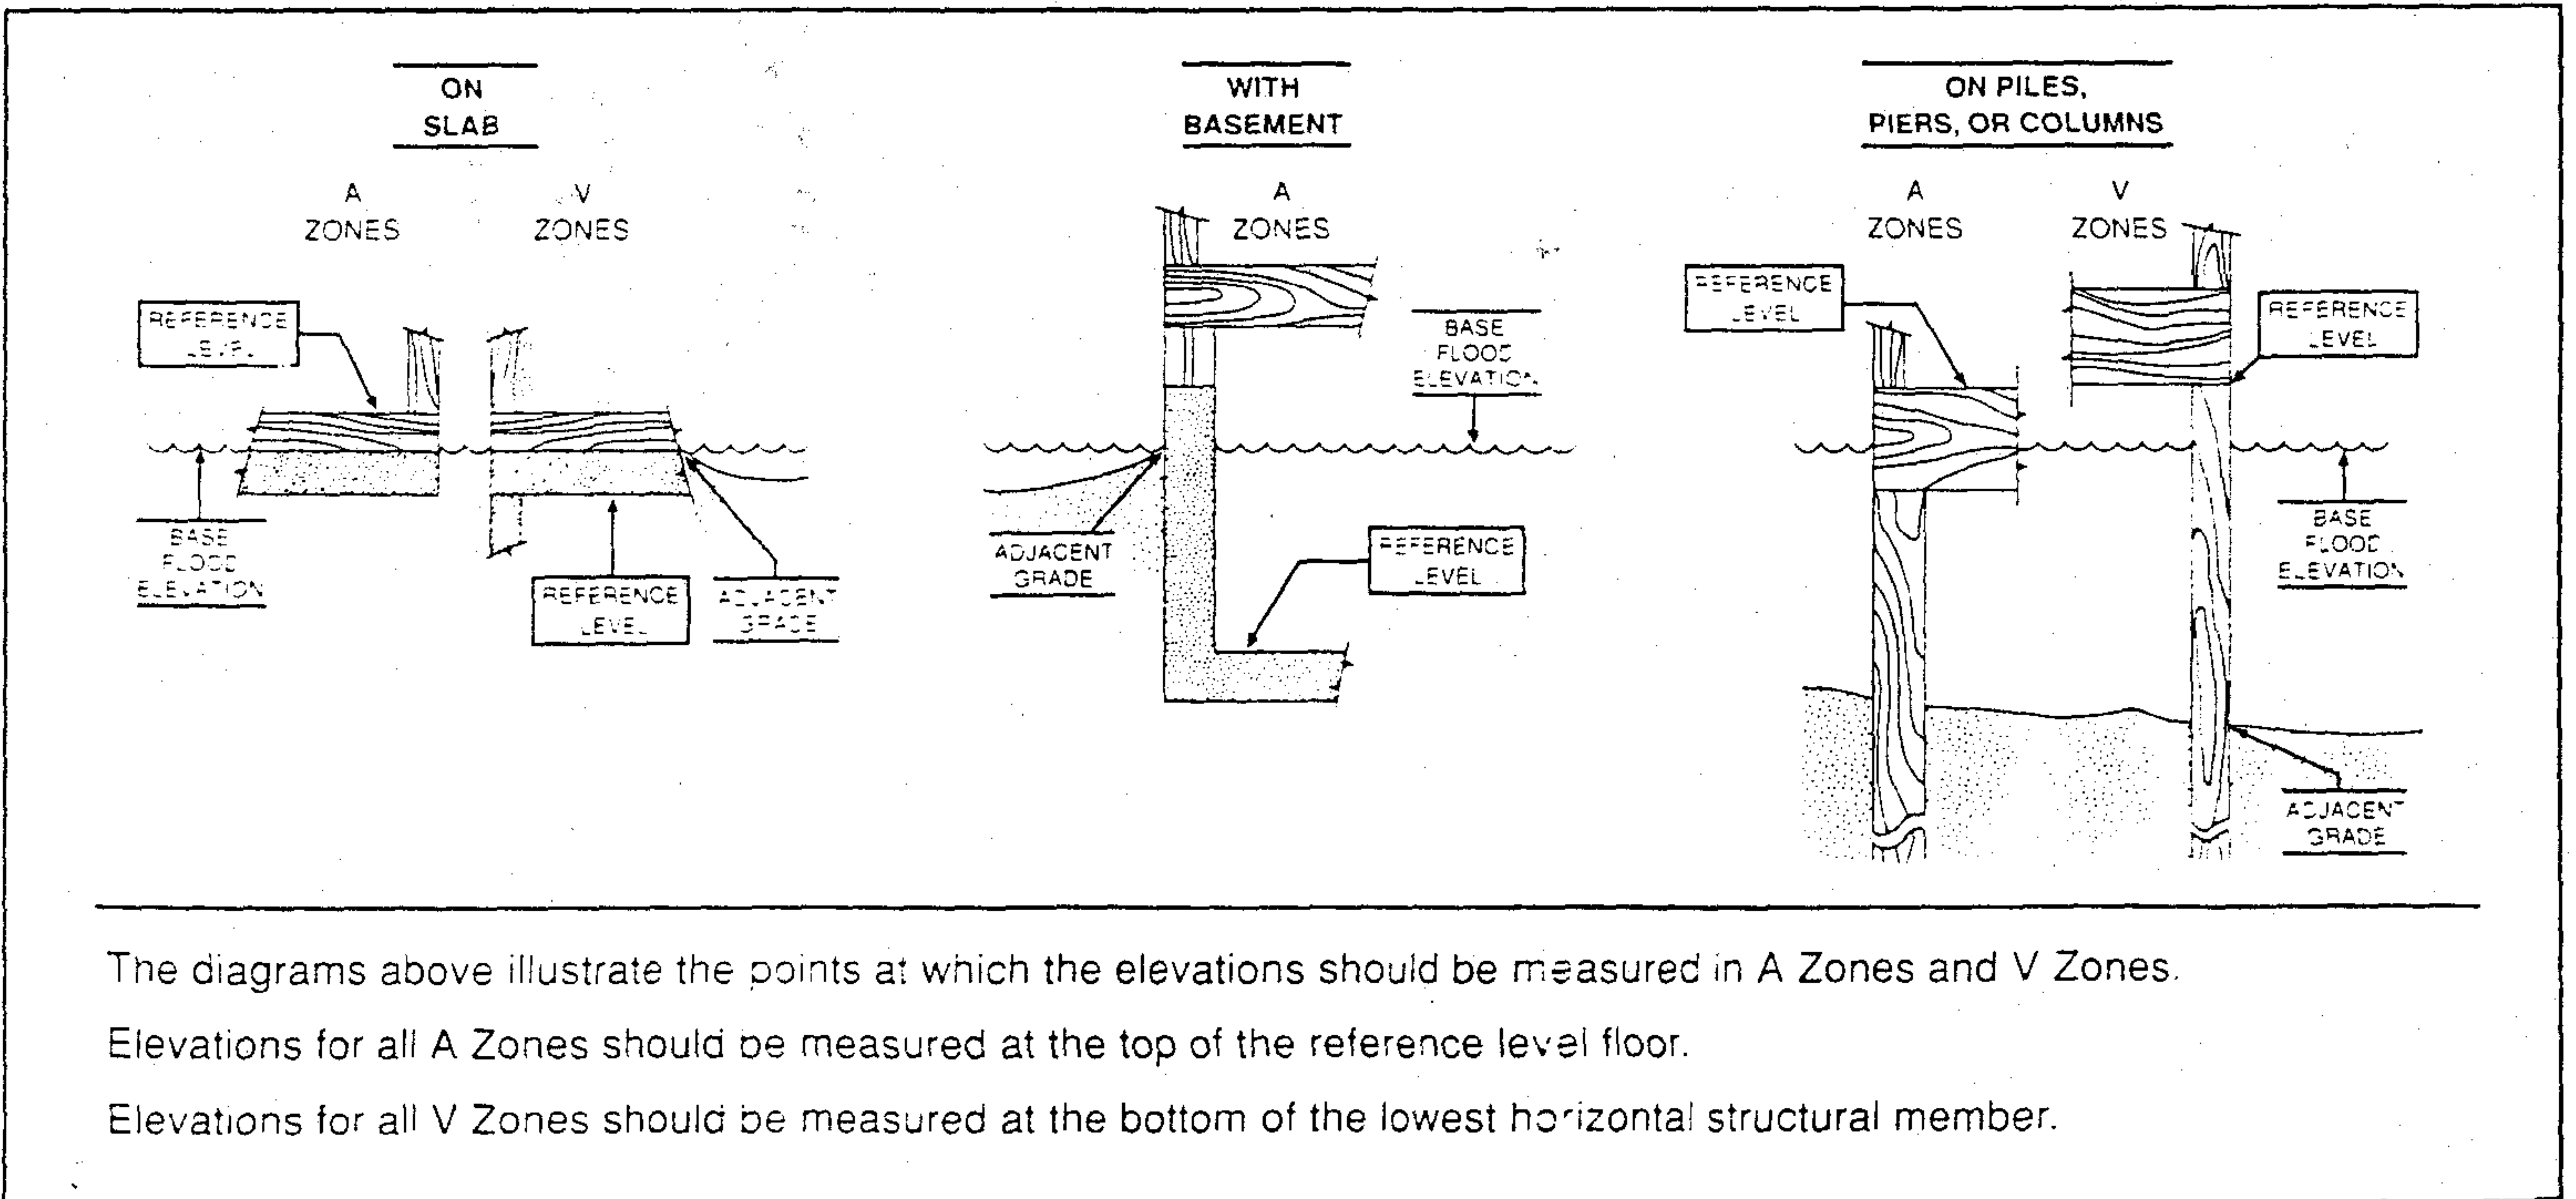 ON
SLAB
A
ZONES
V
ZONES
REFERENCE
LEVEL
BASE
FLOOD
ELEVATION
REFERENCE
LEVEL
ADJACENT
GRADE
WITH
BASEMENT
A
ZONES
BASE
FLOOD
ELEVATION
ADJACENT
GRADE
REFERENCE
LEVEL
ON PILES,
PIERS, OR COLUMNS
A
ZONES
V
ZONES
REFERENCE
LEVEL
REFERENCE
LEVEL
BASE
FLOOD
ELEVATION
ADJACENT
GRADE
The diagrams above illustrate the points at which the elevations should be measured in A Zones and V Zones.
Elevations for all A Zones should be measured at the top of the reference level floor.
Elevations for all V Zones should be measured at the bottom of the lowest horizontal structural member.